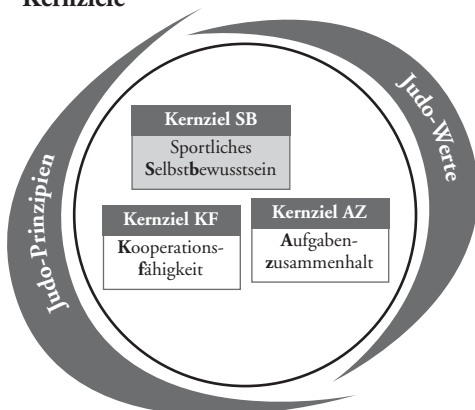 Kernziele
Judo-Werte
Judo-Prinzipien
Kernziel SB
Sportliches
Selbstbewusstsein
Kernziel KF
Kooperations-
fähigkeit
Kernziel AZ
Aufgaben-
zusammenhalt